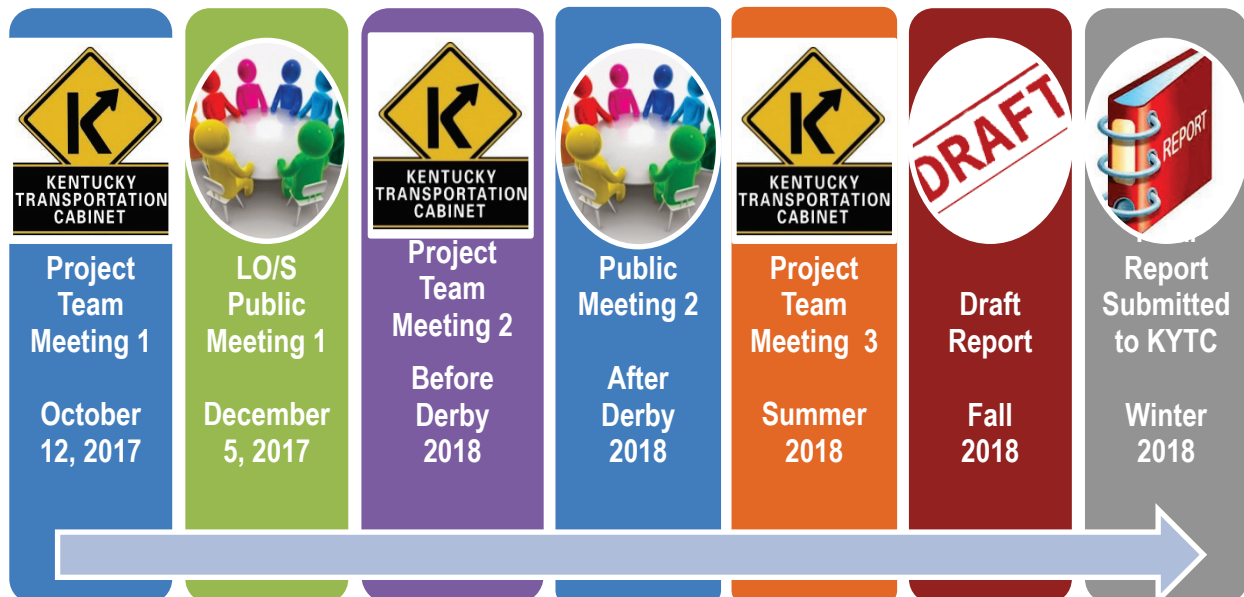 KENTUCKY
TRANSPORTATION
CABINET
Project
Team
Meeting 1
October
12, 2017
LO/S
Public
Meeting 1
December
5, 2017
KENTUCKY
TRANSPORTATION
CABINET
Project
Team
Meeting 2
Before
Derby
2018
Public
Meeting 2
After
Derby
2018
KENTUCKY
TRANSPORTATION
CABINET
Project
Team
Meeting 3
Summer
2018
DRAFT
Draft
Report
Fall
2018
REPORT
Report
Submitted
to KYTC
Winter
2018